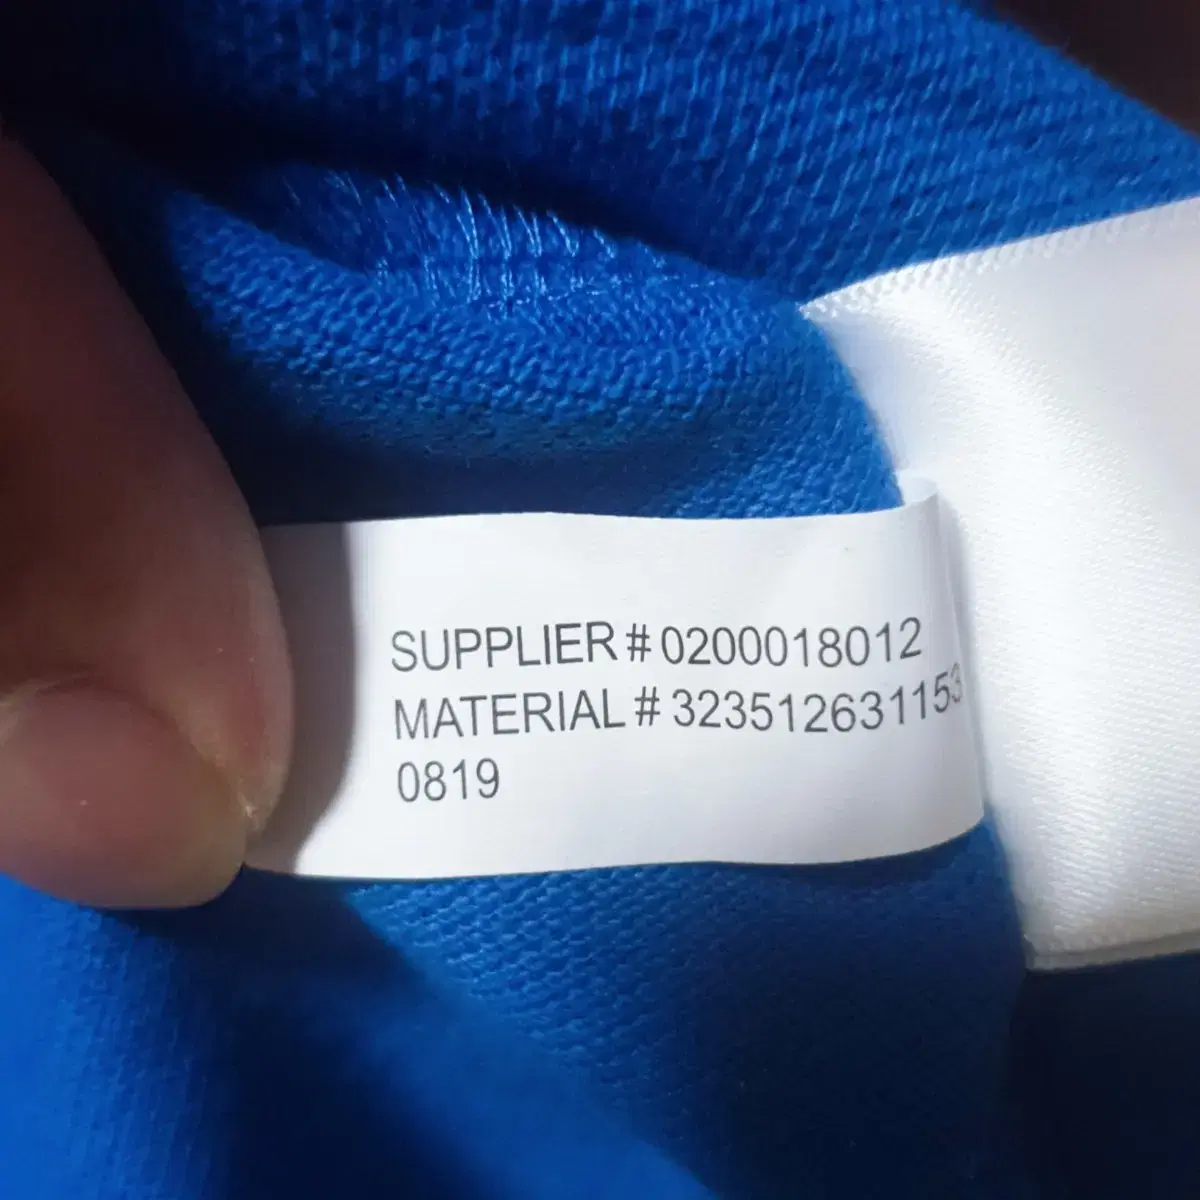 SUPPLIER # 0200018012
MATERIAL # 323512631153
0819